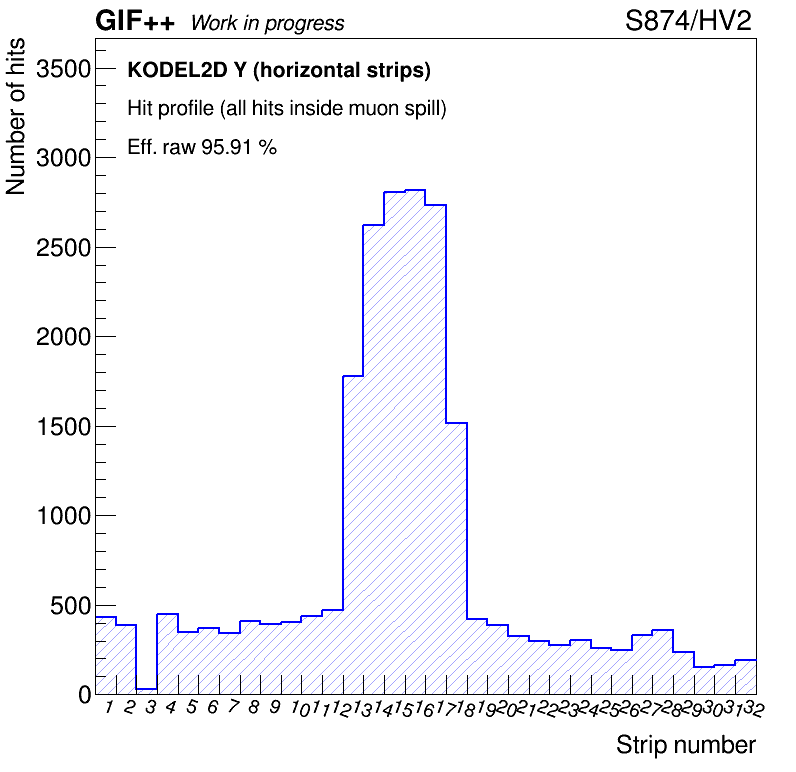 GIF++ Work in progress S874/HV2
Number of hits
KODEL2D Y (horizontal strips)
Hit profile (all hits inside muon spill)
Eff. raw 95.91 %
3500
3000
2500
2000
1500
1000
500
0
1 2 3 4 5 6 7 8 9 10 11 12 13 14 15 16 17 18 19 20 21 22 23 24 25 26 27 28 29 30 31 32
Strip number